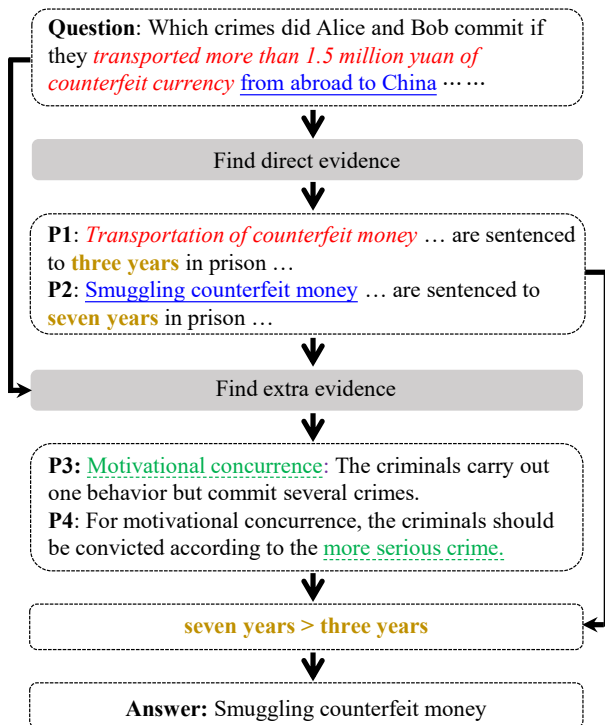 Question: Which crimes did Alice and Bob commit if
they transported more than 1.5 million yuan of
counterfeit currency from abroad to China ⋯⋯
Find direct evidence
P1: Transportation of counterfeit money … are sentenced
to three years in prison …
P2: Smuggling counterfeit money … are sentenced to
seven years in prison …
Find extra evidence
P3: Motivational concurrence: The criminals carry out
one behavior but commit several crimes.
P4: For motivational concurrence, the criminals should
be convicted according to the more serious crime.
seven years > three years
Answer: Smuggling counterfeit money